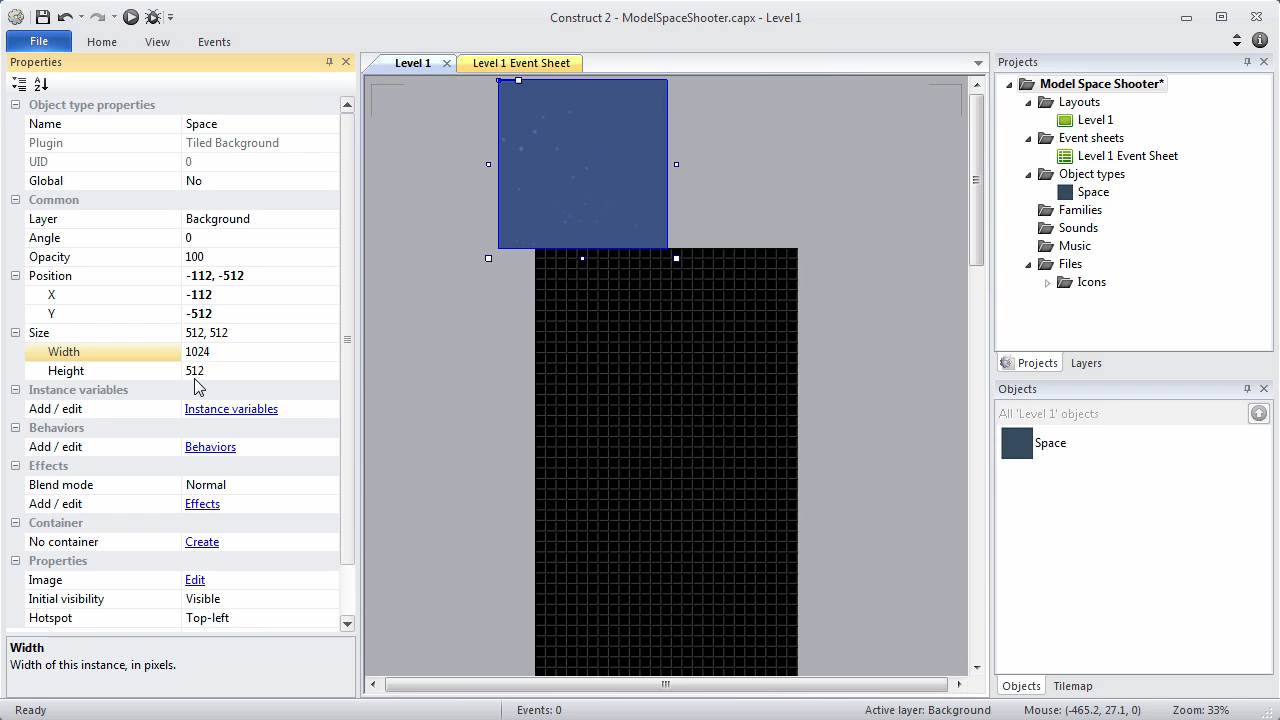 Construct 2 - ModelSpaceShooter.capx - Level 1
File Home View Events
Properties
Object type properties
Name Space
Plugin Tiled Background
UID 0
Global No
Common
Layer Background
Angle 0
Opacity 100
Position -112, -512
X -112
Y -512
Size 512, 512
Width 1024
Height 512
Instance variables
Add / edit Instance variables
Behaviors
Add / edit Behaviors
Effects
Blend mode Normal
Add / edit Effects
Container
No container Create
Properties
Image Edit
Initial visibility Visible
Hotspot Top-left
Width
Width of this instance, in pixels.
Level 1 Level 1 Event Sheet
Projects
Model Space Shooter*
Layouts
Level 1
Event sheets
Level 1 Event Sheet
Object types
Space
Families
Sounds
Music
Files
Icons
Projects Layers
Objects
All 'Level 1' objects
Space
Objects Tilemap
Ready Events: 0 Active layer: Background Mouse: (-465.2, 27.1, 0) Zoom: 33%